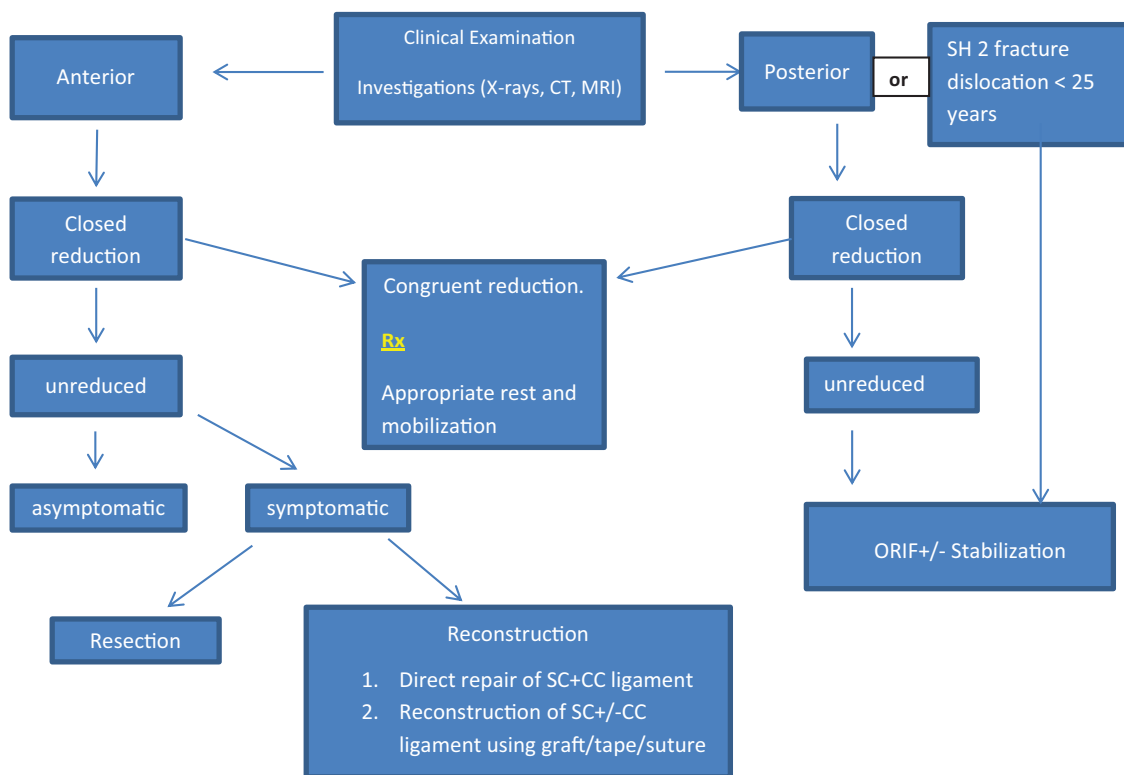 Clinical Examination
Investigations (X-rays, CT, MRI)
Anterior
Posterior
or
SH 2 fracture
dislocation < 25
years
Closed
reduction
Closed
reduction
Congruent reduction.
Rx
Appropriate rest and
mobilization
unreduced
unreduced
asymptomatic
symptomatic
ORIF+/- Stabilization
Resection
Reconstruction
1. Direct repair of SC+CC ligament
2. Reconstruction of SC+/-CC
ligament using graft/tape/suture